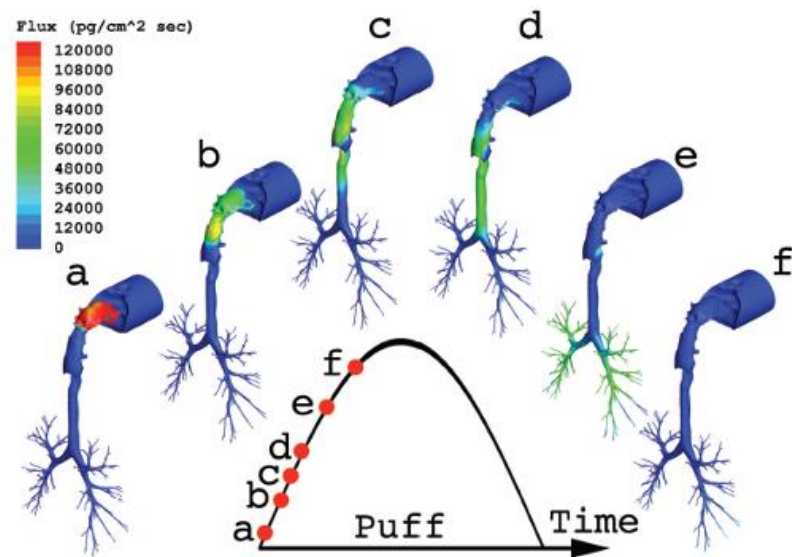 Flux (pg/cm^2 sec)
120000
108000
96000
84000
72000
60000
48000
36000
24000
12000
0
a
b
c
d
e
f
f
e
d
c
b
a
Puff
Time